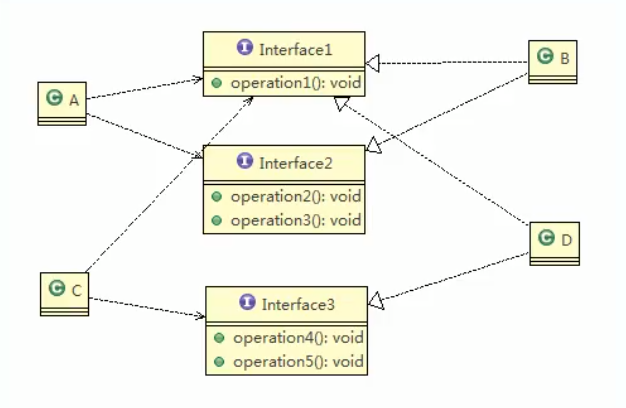 I Interface1
operation1(): void
C A
C B
I Interface2
operation2(): void
operation3(): void
C C
C D
I Interface3
operation4(): void
operation5(): void